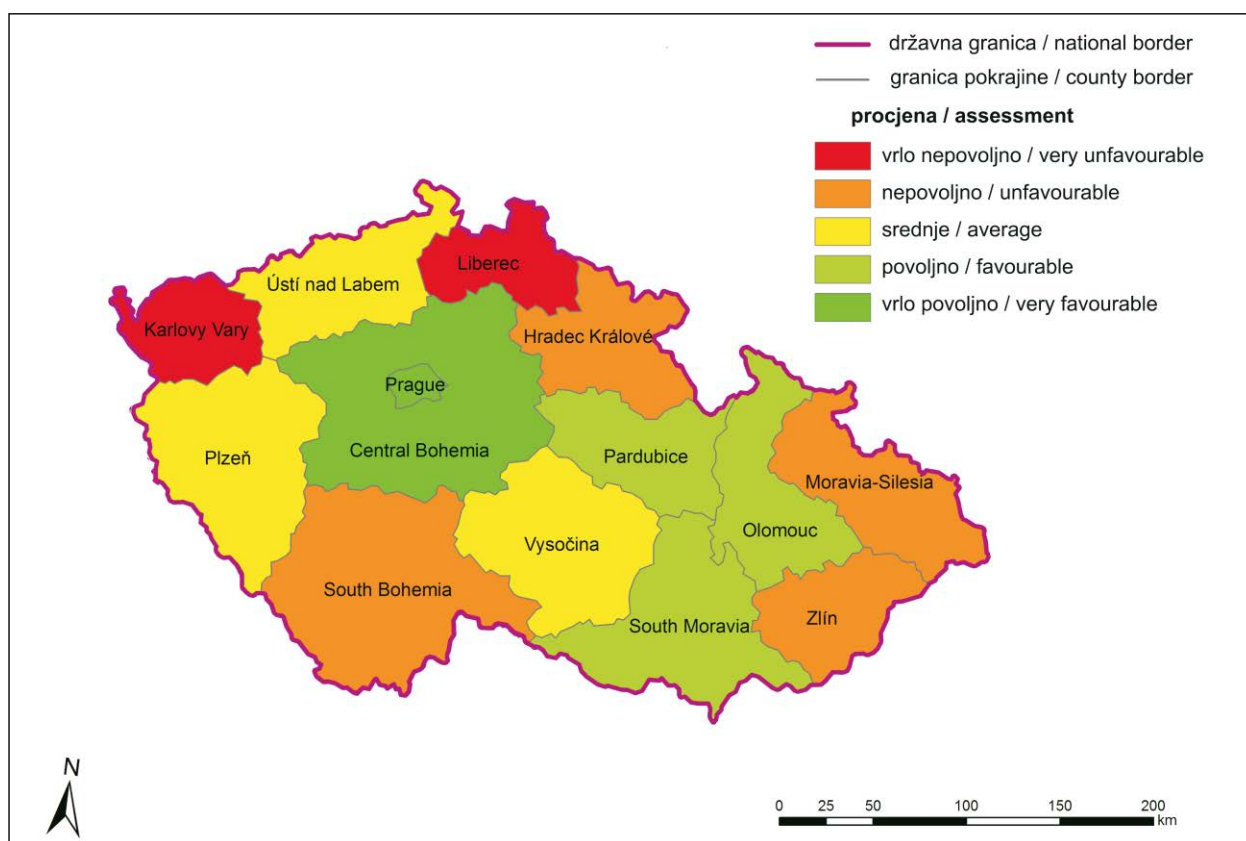 državna granica / national border
granica pokrajine / county border
procjena / assessment
vrlo nepovoljno / very unfavourable
nepovoljno / unfavourable
srednje / average
povoljno / favourable
vrlo povoljno / very favourable
Liberec
Ústí nad Labem
Karlovy Vary
Hradec Králové
Prague
Central Bohemia
Plzeň
Pardubice
Moravia-Silesia
Olomouc
Vysočina
South Bohemia
South Moravia
Zlín
N
0 25 50 100 150 200
km